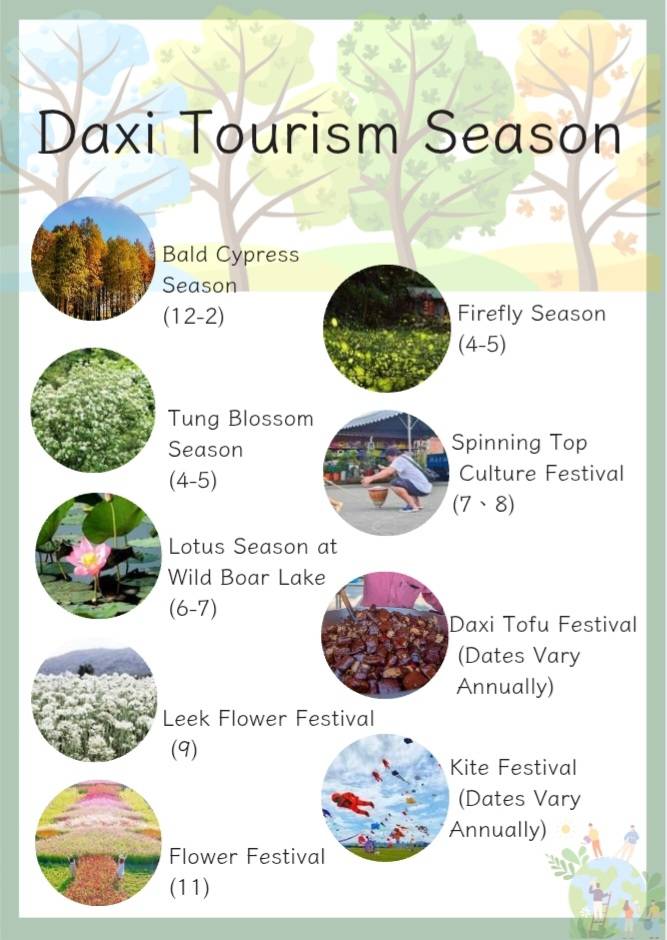 Daxi Tourism Season
Bald Cypress
Season
(12-2)
Firefly Season
(4-5)
Tung Blossom
Season
(4-5)
Spinning Top
Culture Festival
(7、8)
Lotus Season at
Wild Boar Lake
(6-7)
Daxi Tofu Festival
(Dates Vary
Annually)
Leek Flower Festival
(9)
Kite Festival
(Dates Vary
Annually)
Flower Festival
(11)